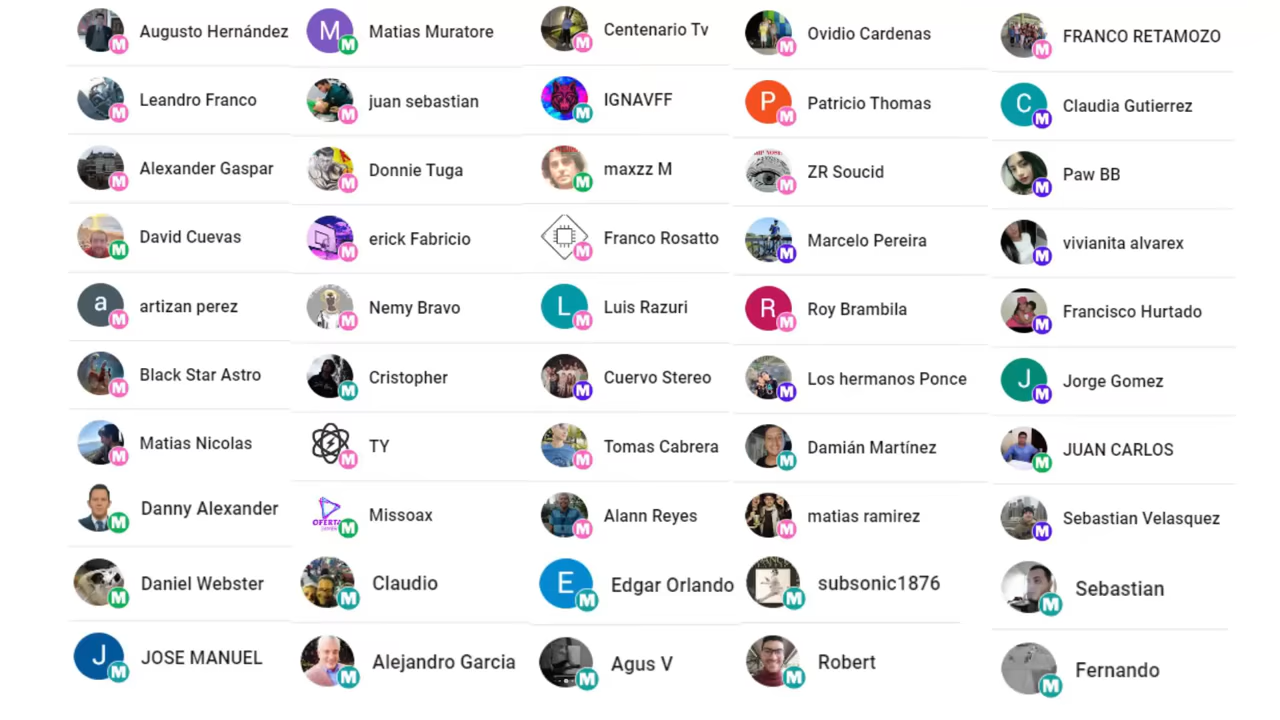 Augusto Hernández
Leandro Franco
Alexander Gaspar
David Cuevas
a
artizan perez
Black Star Astro
Matias Nicolas
Danny Alexander
Daniel Webster
J
JOSE MANUEL
M
Matias Muratore
juan sebastian
Donnie Tuga
erick Fabricio
Nemy Bravo
Cristopher
TY
OFERTA
Missoax
Claudio
Alejandro Garcia
Centenario Tv
IGNAVFF
maxzz M
Franco Rosatto
L
Luis Razuri
Cuervo Stereo
Tomas Cabrera
Alann Reyes
E
Edgar Orlando
Agus V
Ovidio Cardenas
P
Patricio Thomas
ZR Soucid
Marcelo Pereira
R
Roy Brambila
Los hermanos Ponce
Damián Martínez
matias ramirez
subsonic1876
Robert
FRANCO RETAMOZO
C
Claudia Gutierrez
Paw BB
vivianita alvarex
Francisco Hurtado
J
Jorge Gomez
JUAN CARLOS
Sebastian Velasquez
Sebastian
Fernando